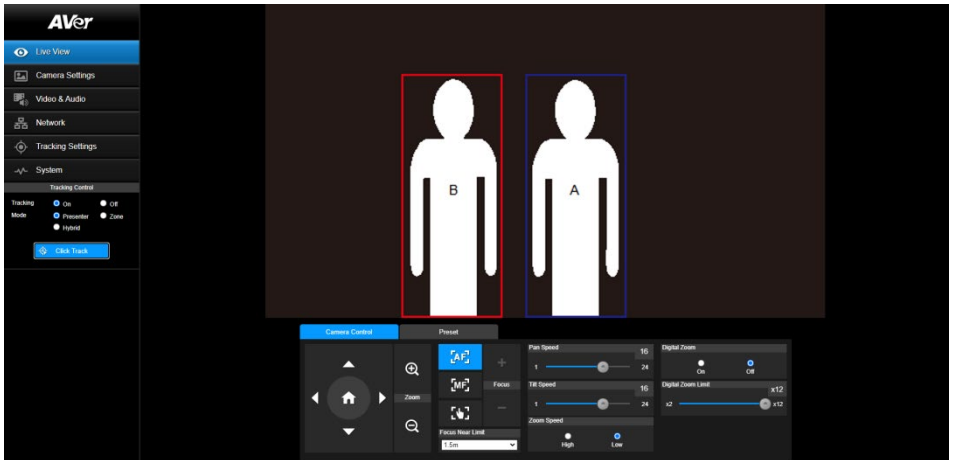 AVer
Live View
Camera Settings
Video & Audio
Network
Tracking Settings
System
Tracking Control
Tracking On Off
Mode Presenter Zone
Hybrid
Click Track
B A
Camera Control Preset
Zoom
AF
MF
Focus
Focus Near Limit
1.5m
Pan Speed 16
1 24
Tilt Speed 16
1 24
Zoom Speed
High Low
Digital Zoom
On Off
Digital Zoom Limit x12
x2 x12